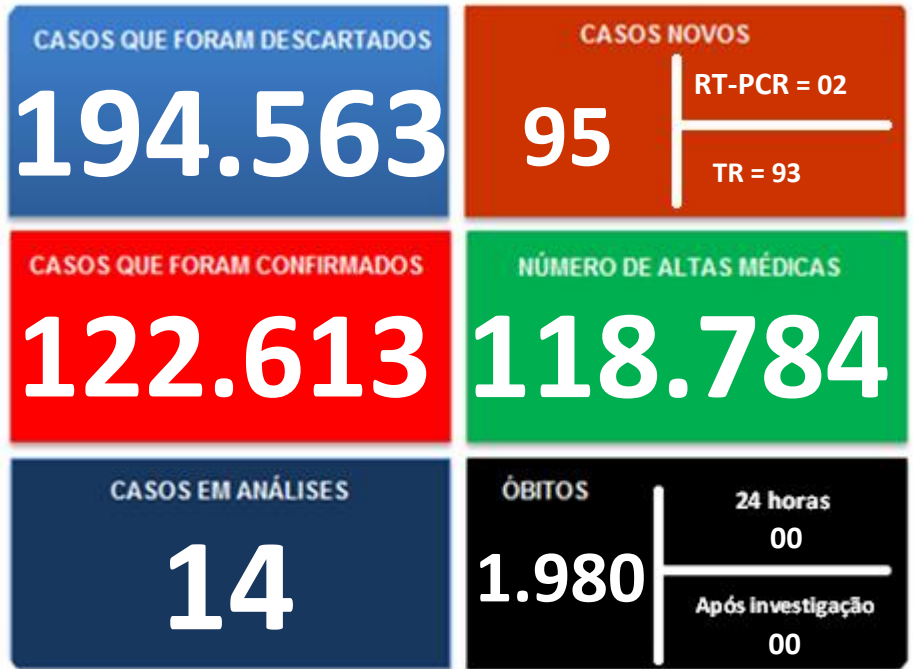 CASOS QUE FORAM DESCARTADOS
194.563
CASOS NOVOS
95
RT-PCR = 02
TR = 93
CASOS QUE FORAM CONFIRMADOS
122.613
NÚMERO DE ALTAS MÉDICAS
118.784
CASOS EM ANÁLISES
14
ÓBITOS
1.980
24 horas
00
Após investigação
00